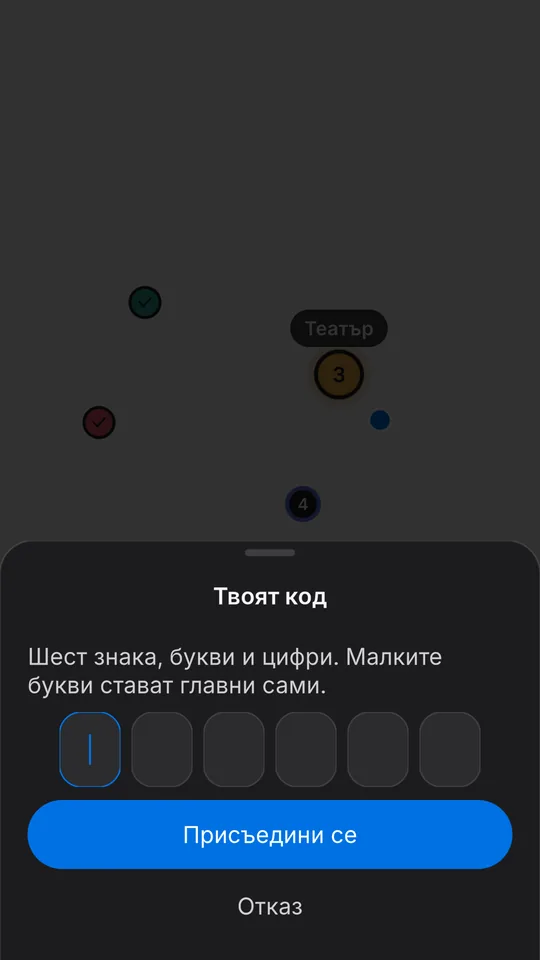 Театър
3
4
Твоят код
Шест знака, букви и цифри. Малките
букви стават главни сами.
Присъедини се
Отказ